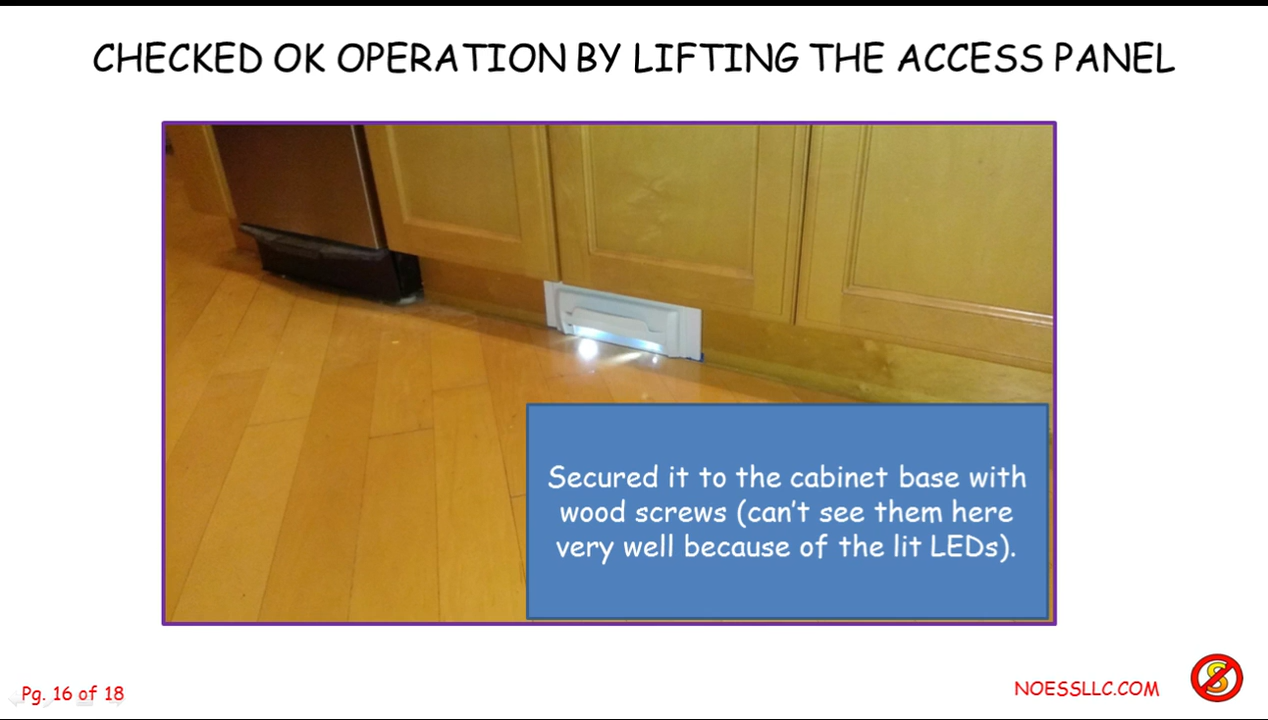 CHECKED OK OPERATION BY LIFTING THE ACCESS PANEL
Secured it to the cabinet base with
wood screws (can't see them here
very well because of the lit LEDs).
Pg. 16 of 18
NOESSLLC.COM
S